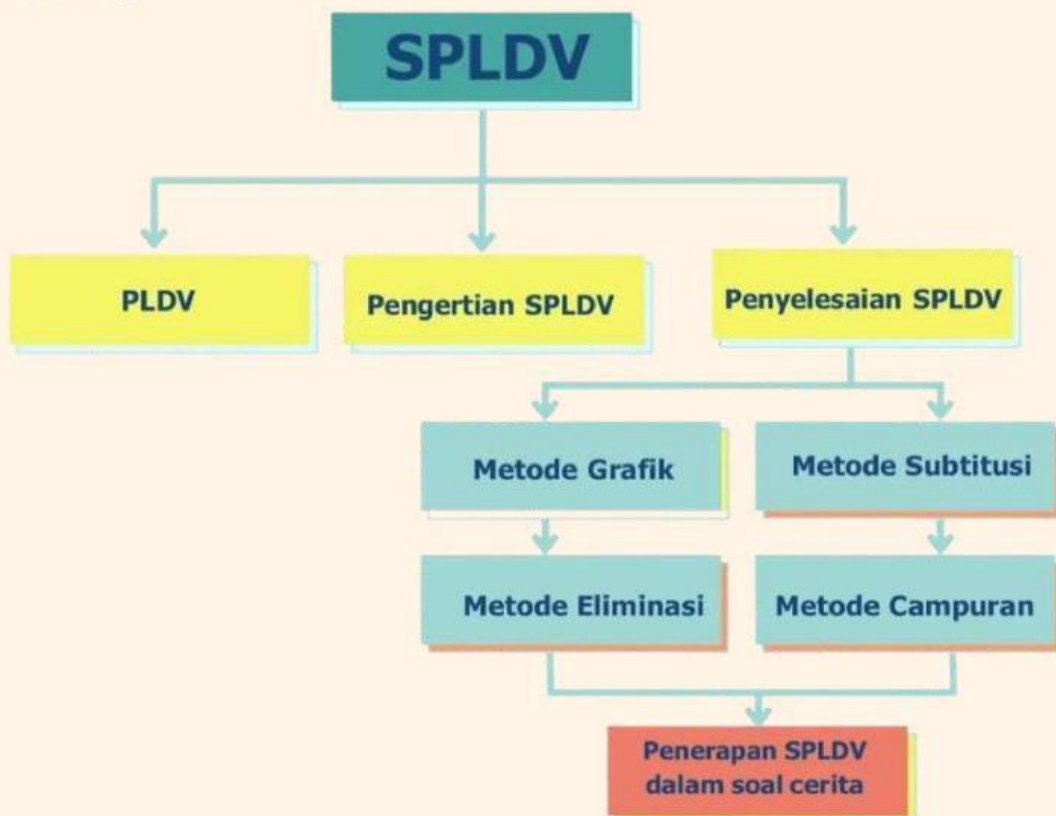 SPLDV
PLDV
Pengertian SPLDV
Penyelesaian SPLDV
Metode Grafik
Metode Subtitusi
Metode Eliminasi
Metode Campuran
Penerapan SPLDV
dalam soal cerita